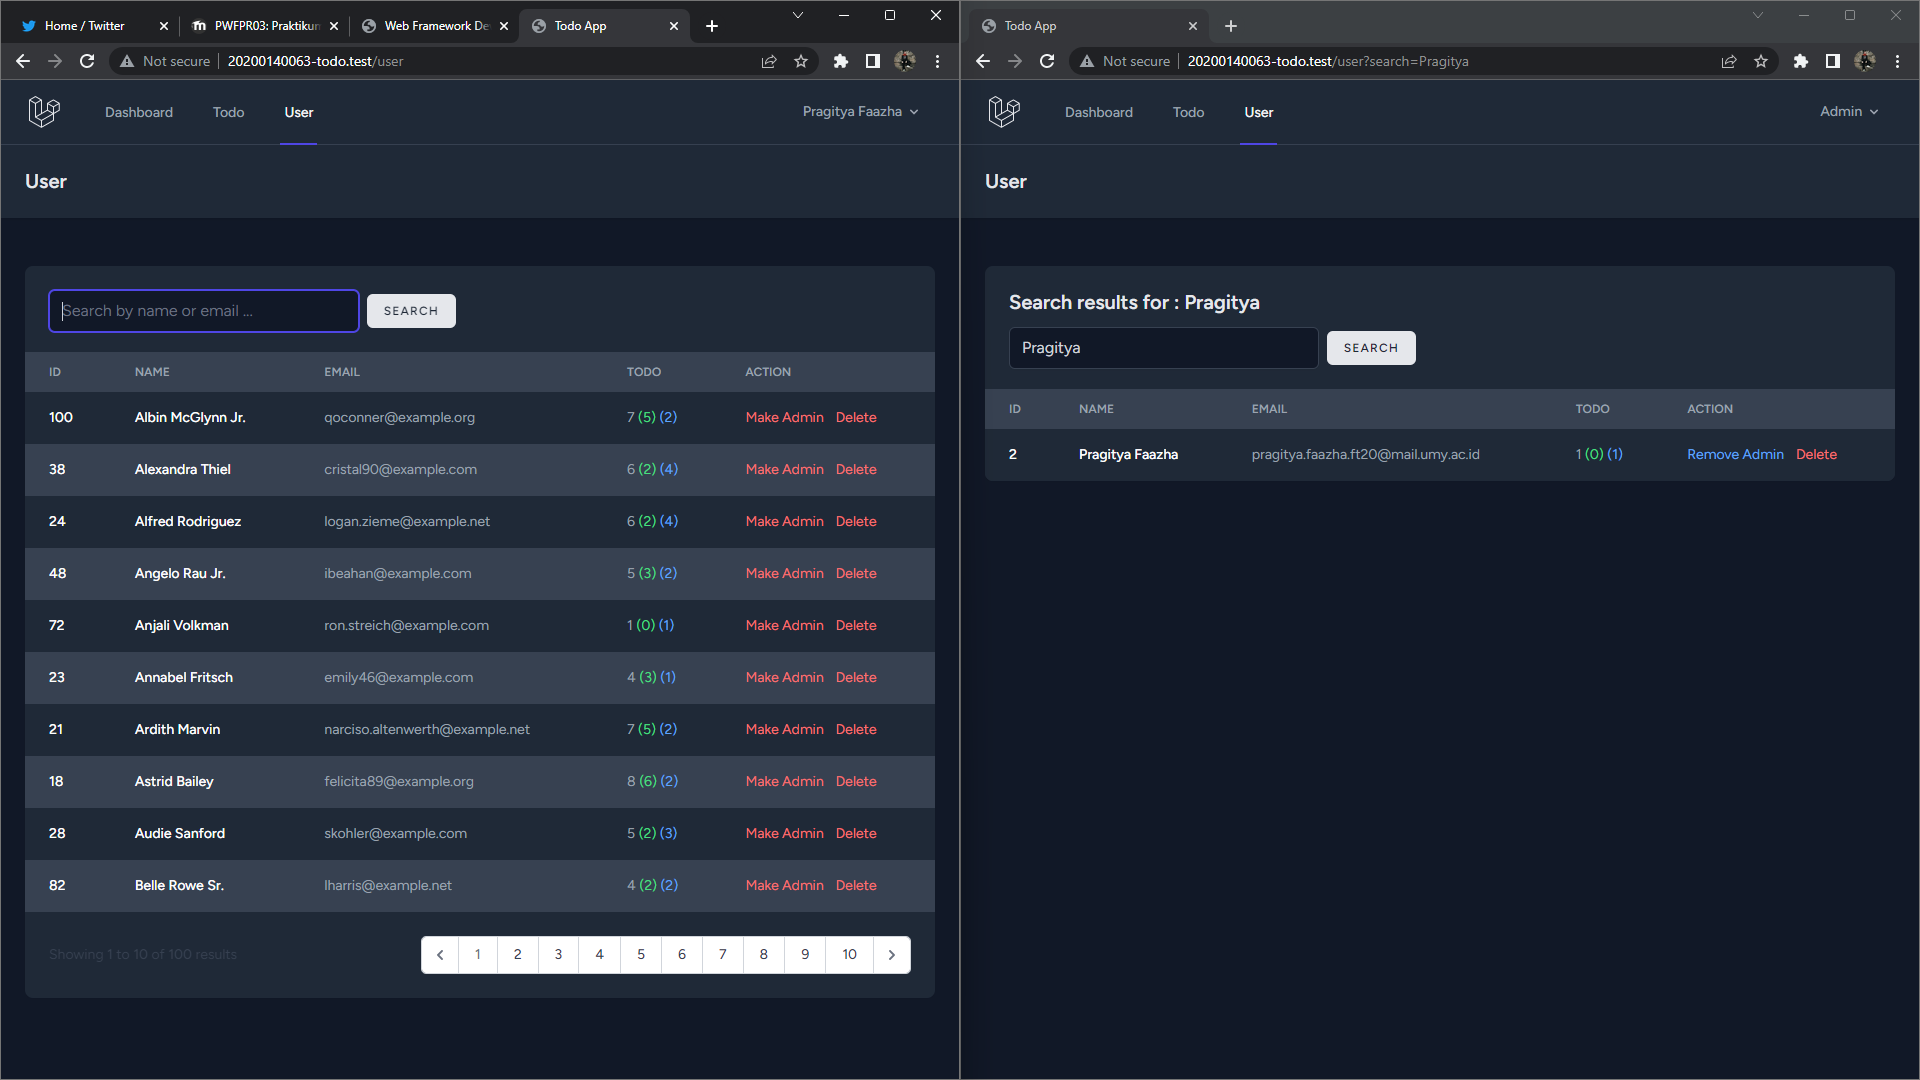 Home / Twitter
PWFPR03: Praktikun
Web Framework De
Todo App
Not secure
20200140063-todo.test/user
Dashboard
Todo
User
Pragitya Faazha
User
Search by name or email ...
SEARCH
ID NAME EMAIL TODO ACTION
100 Albin McGlynn Jr. qoconner@example.org 7 (5) (2) Make Admin Delete
38 Alexandra Thiel cristal90@example.com 6 (2) (4) Make Admin Delete
24 Alfred Rodriguez logan.zieme@example.net 6 (2) (4) Make Admin Delete
48 Angelo Rau Jr. ibeahan@example.com 5 (3) (2) Make Admin Delete
72 Anjali Volkman ron.streich@example.com 1 (0) (1) Make Admin Delete
23 Annabel Fritsch emily46@example.com 4 (3) (1) Make Admin Delete
21 Ardith Marvin narciso.altenwerth@example.net 7 (5) (2) Make Admin Delete
18 Astrid Bailey felicita89@example.org 8 (6) (2) Make Admin Delete
28 Audie Sanford skohler@example.com 5 (2) (3) Make Admin Delete
82 Belle Rowe Sr. lharris@example.net 4 (2) (2) Make Admin Delete
Showing 1 to 10 of 100 results
1 2 3 4 5 6 7 8 9 10
Todo App
Not secure
20200140063-todo.test/user?search=Pragitya
Dashboard
Todo
User
Admin
User
Search results for : Pragitya
Pragitya
SEARCH
ID NAME EMAIL TODO ACTION
2 Pragitya Faazha pragitya.faazha.ft20@mail.umy.ac.id 1 (0) (1) Remove Admin Delete